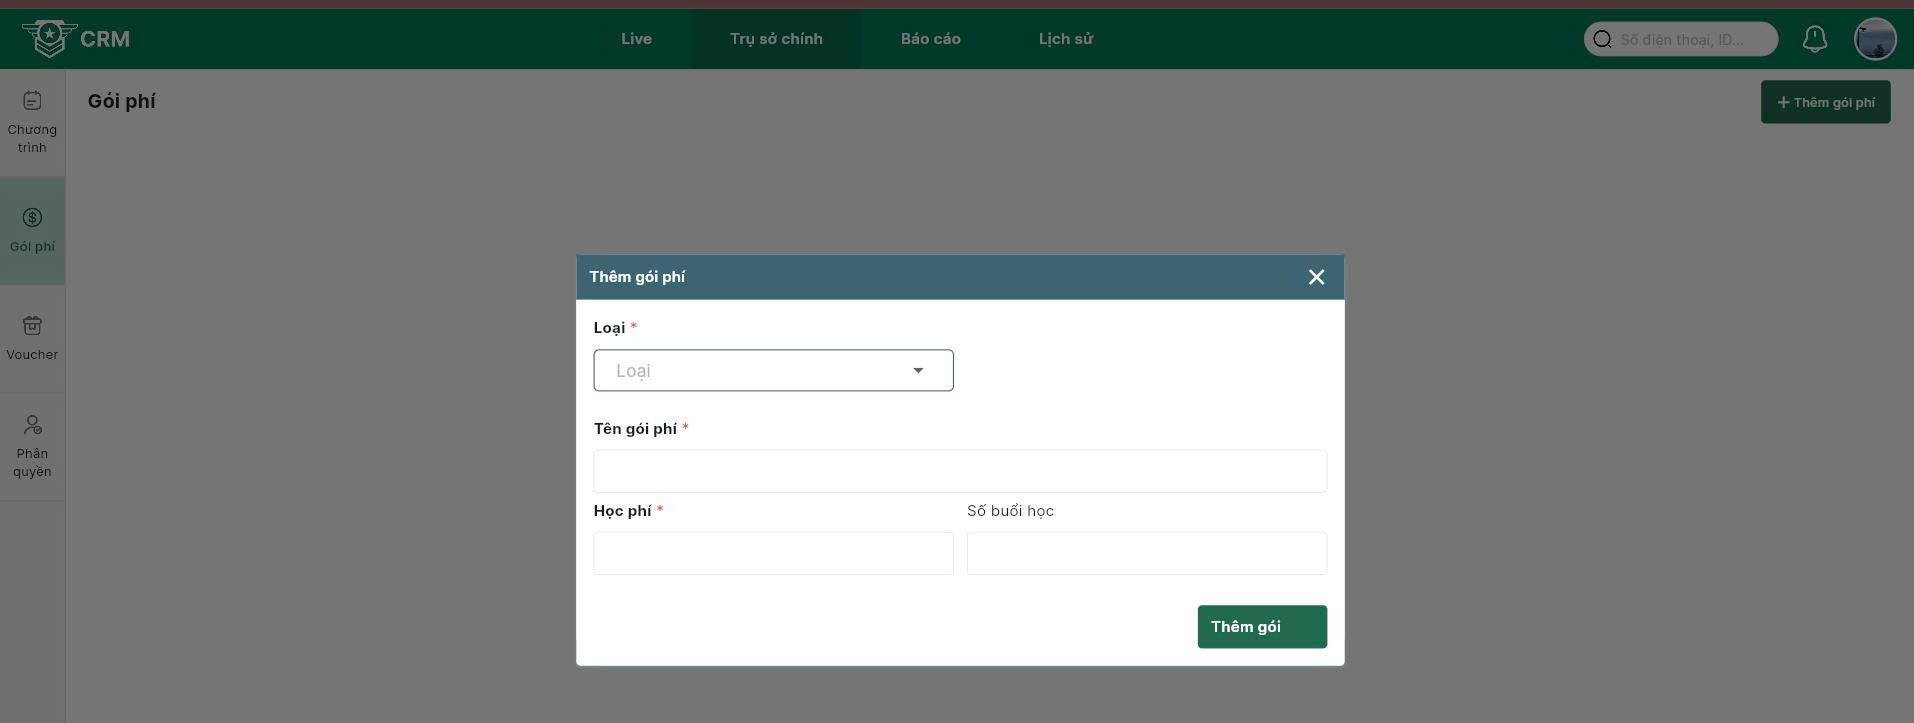 CRM
Live
Trụ sở chính
Báo cáo
Lịch sử
Số điện thoại, ID...
Chương
trình
Gói phí
Voucher
Phân
quyền
Gói phí
+ Thêm gói phí
Thêm gói phí
Loại *
Loại
Tên gói phí *
Học phí *
Số buổi học
Thêm gói